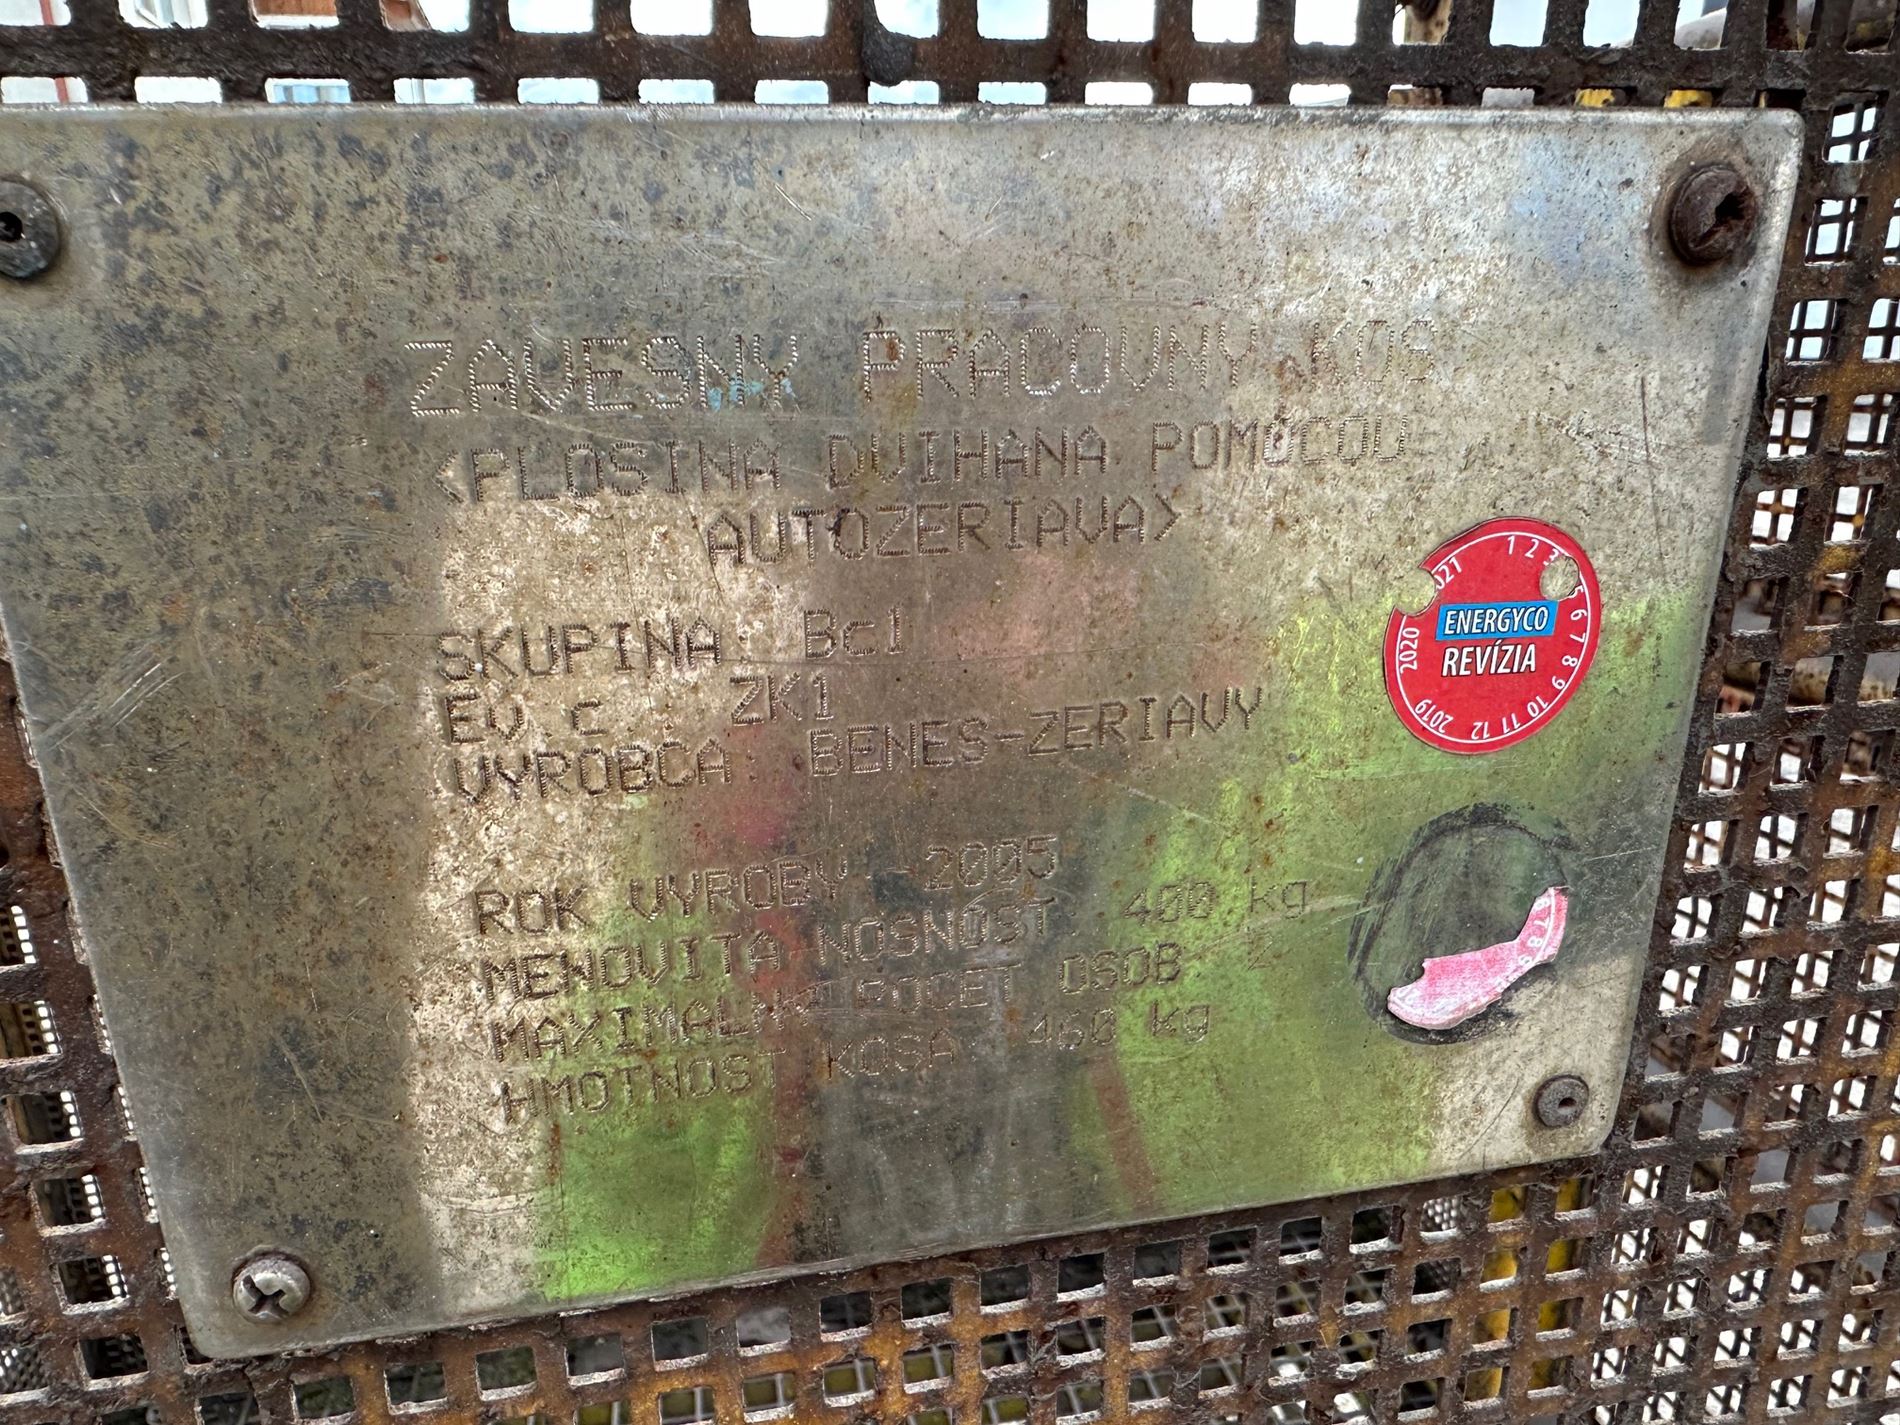 ZAVESNY PRACOVNY KOS
<PLOSINA DVIHANA POMOCOU
AUTOZERIAVA>
SKUPINA: Bc1
EV.c : ZK1
VYROBCA: BENES-ZERIAVY
ROK VYROBY -2005
MENOVITA NOSNOST: 400 kg
MAXIMALNY POCET OSOB- 2
HMOTNOST KOSA- 460 kg
1 2 3 5 6 7 8 9 10 11 12 2019 2020
ENERGYCO
REVÍZIA